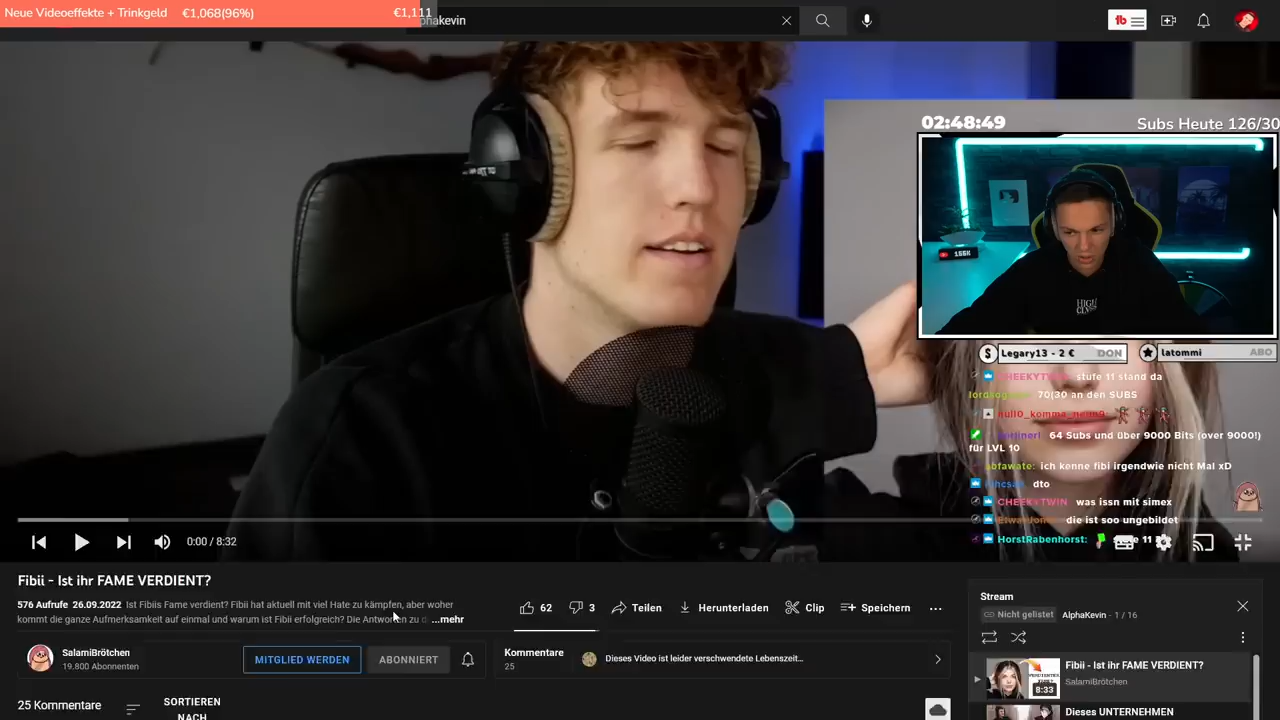 Neue Videoeffekte + Trinkgeld €1,068(96%) €1,111
phakevin
02:48:49
Subs Heute 126/30
155K
HIGH
Legary13 - 2 € DON
latommi ABO
CHEEKYTWIN stufe 11 stand da
70|30 an den SUBS
64 Subs und über 9000 Bits (over 9000!)
für LVL 10
ich kenne fibi irgendwie nicht Mal xD
dto
CHEEKYTWIN was issn mit simex
die ist soo ungebildet
HorstRabenhorst:
0:00 / 8:32
Fibii - Ist ihr FAME VERDIENT?
576 Aufrufe 26.09.2022 Ist Fibiis Fame verdient? Fibii hat aktuell mit viel Hate zu kämpfen, aber woher
kommt die ganze Aufmerksamkeit auf einmal und warum ist Fibii erfolgreich? Die Antworten zu d ...mehr
62
3
Teilen
Herunterladen
Clip
Speichern
SalamiBrötchen
19.800 Abonnenten
MITGLIED WERDEN
ABONNIERT
Kommentare
25
Dieses Video ist leider verschwendete Lebenszeit...
25 Kommentare
SORTIEREN
NACH
Stream
Nicht gelistet AlphaKevin - 1 / 16
Fibii - Ist ihr FAME VERDIENT?
SalamiBrötchen
8:33
Dieses UNTERNEHMEN